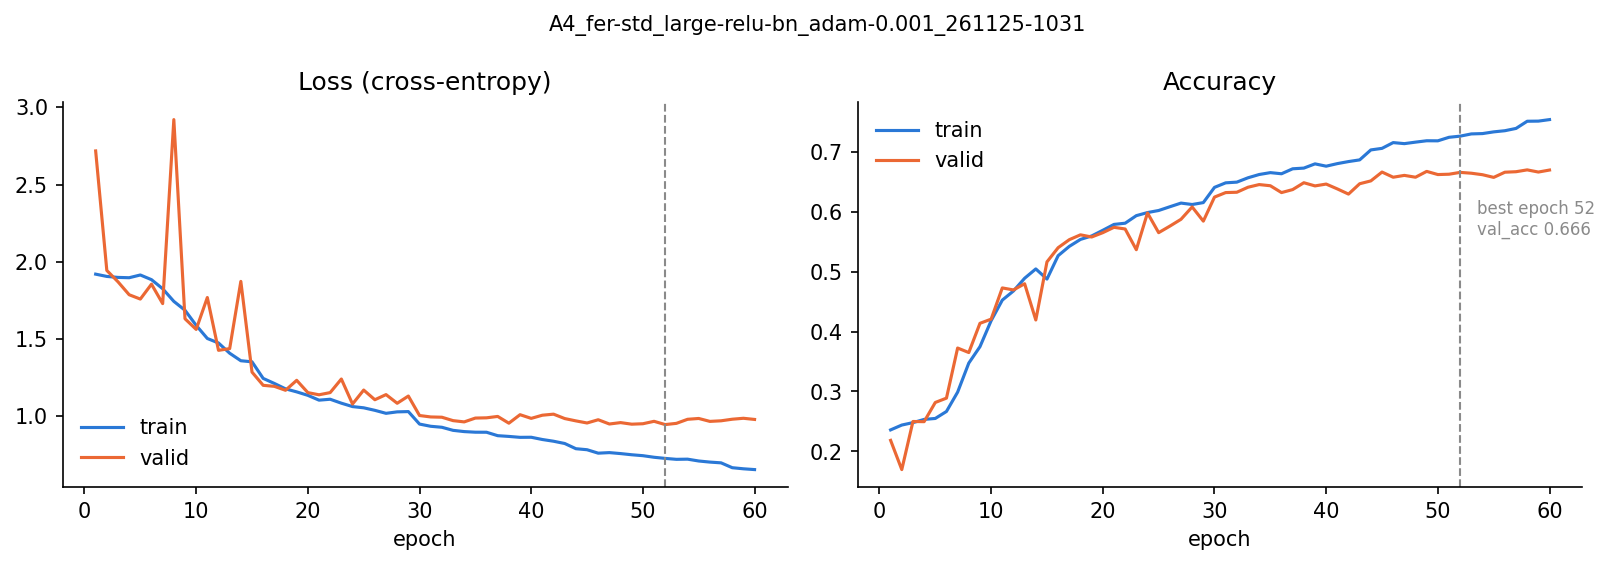 A4_fer-std_large-relu-bn_adam-0.001_261125-1031
Loss (cross-entropy)
3.0
2.5
2.0
1.5
1.0
train
valid
0 10 20 30 40 50 60
epoch
Accuracy
train
valid
0.7
0.6
0.5
0.4
0.3
0.2
best epoch 52
val_acc 0.666
0 10 20 30 40 50 60
epoch